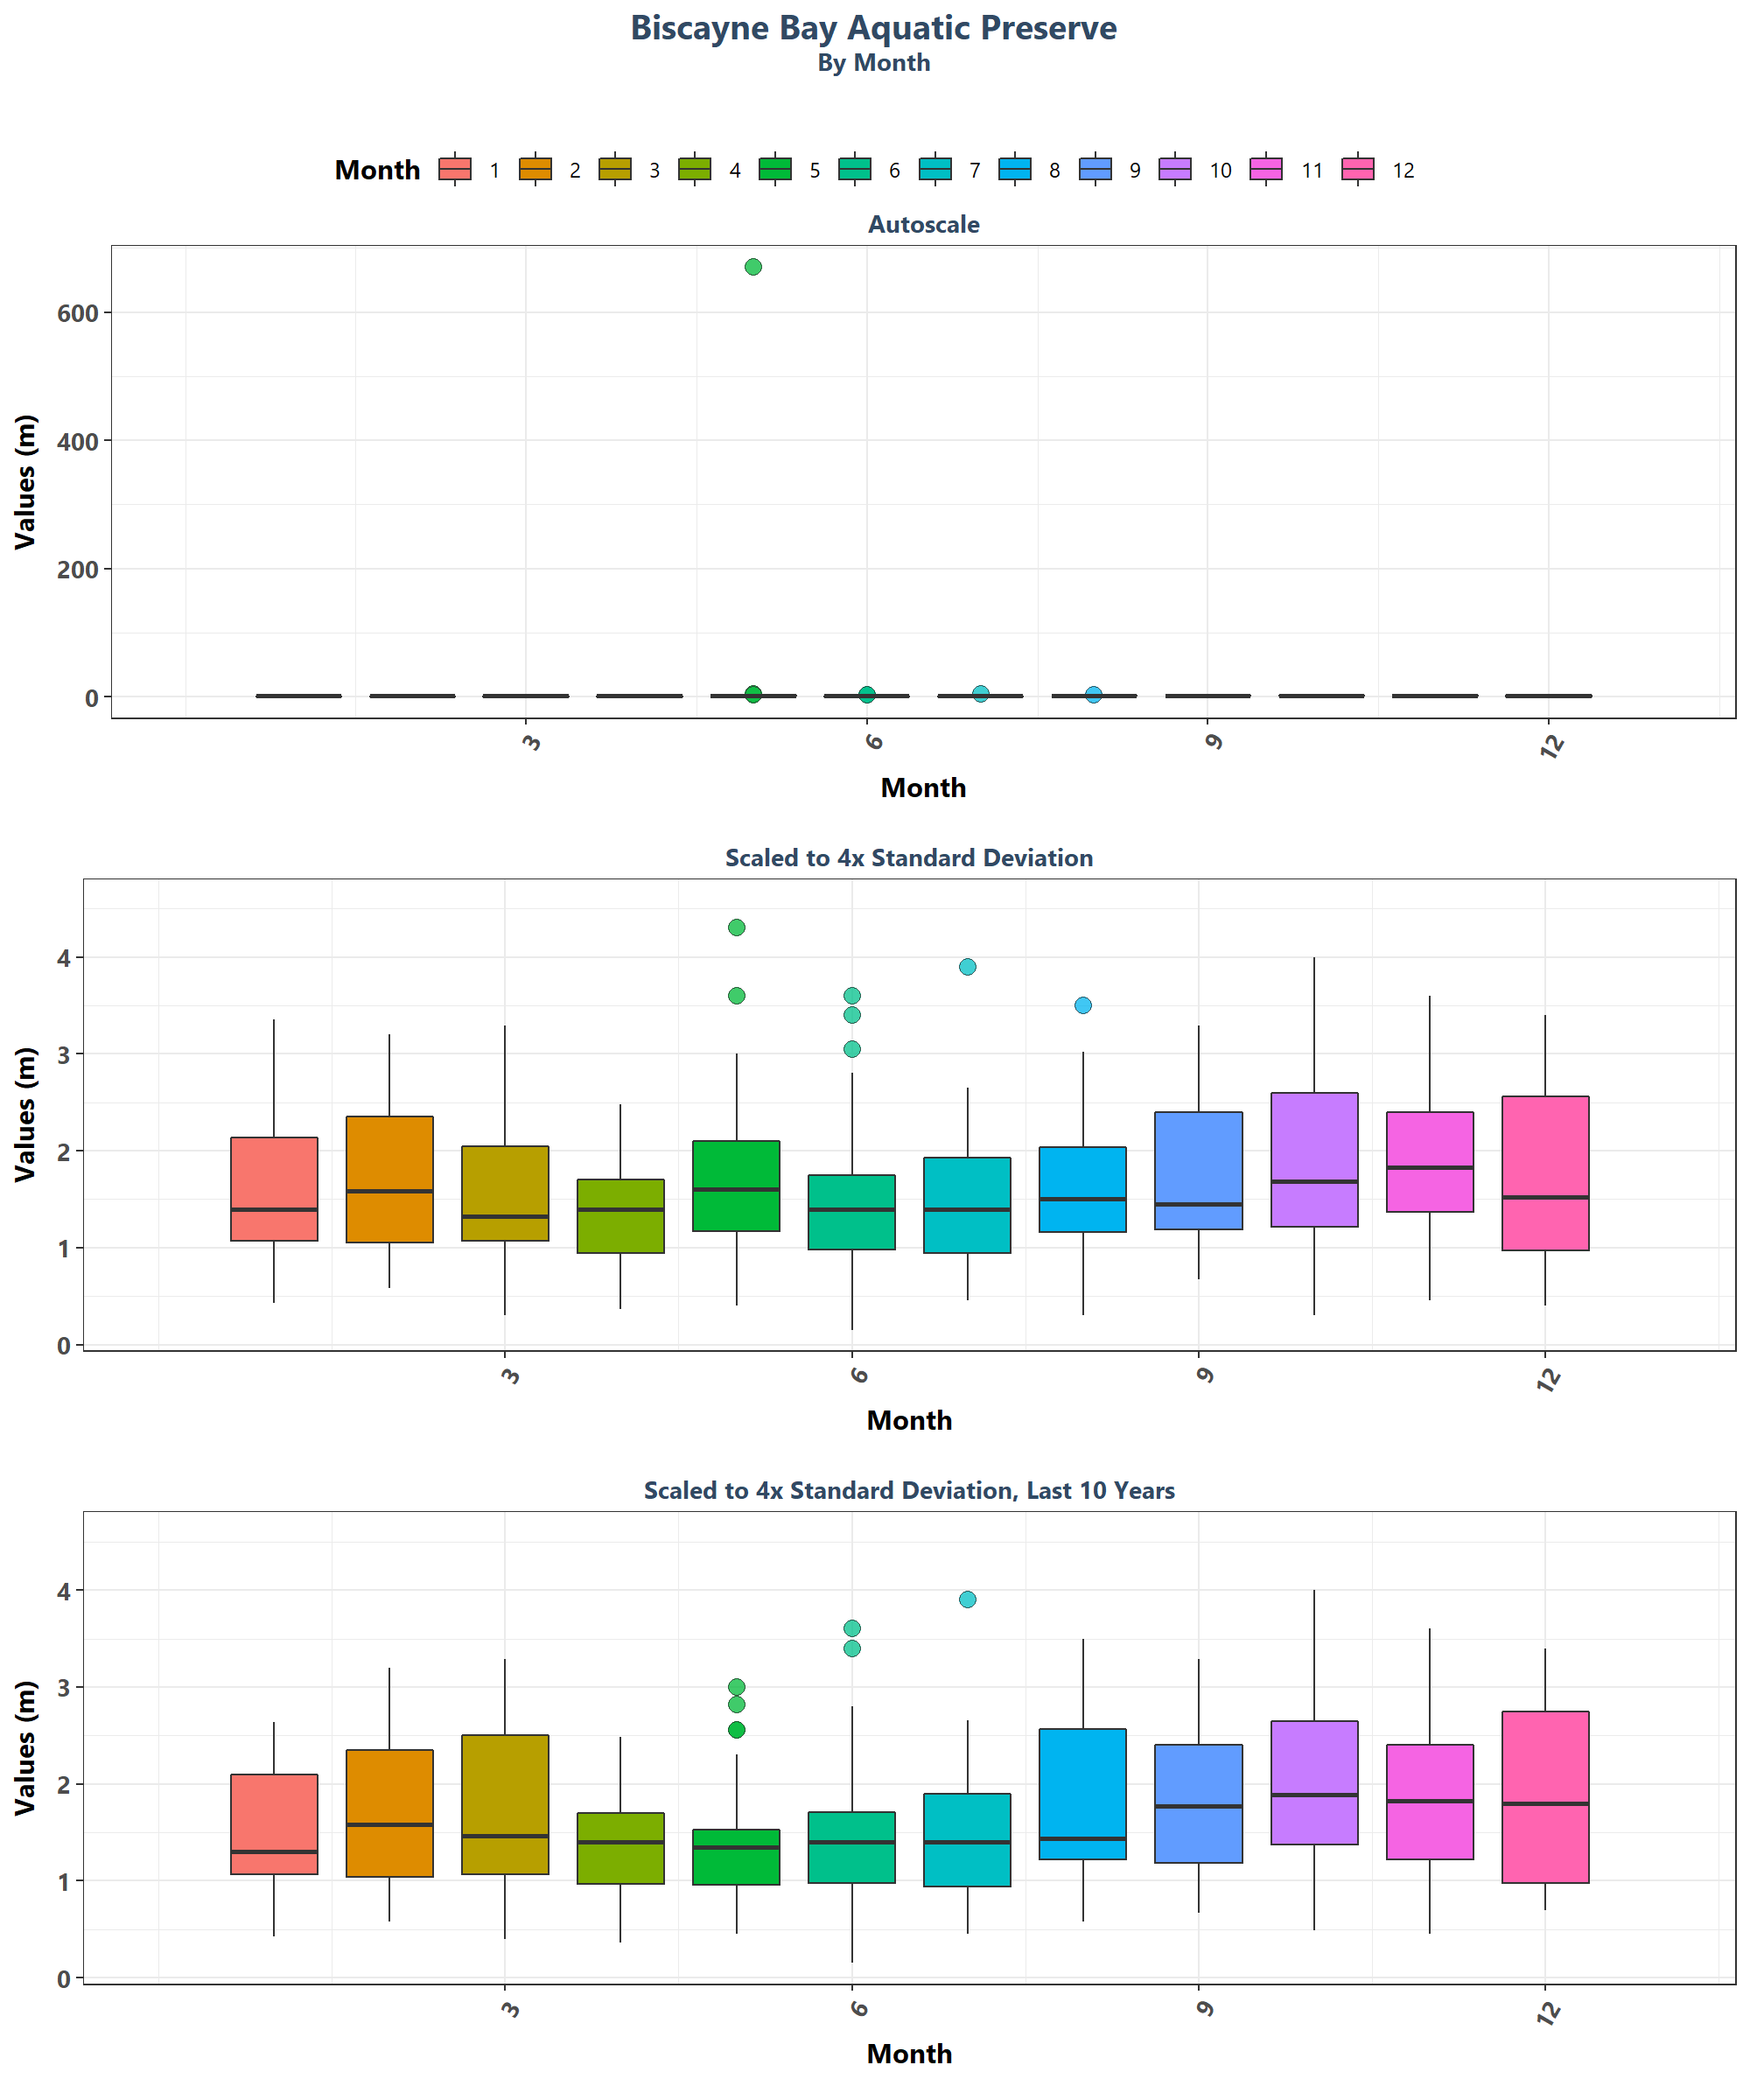 Biscayne Bay Aquatic Preserve
By Month
Month 1 2 3 4 5 6 7 8 9 10 11 12
Autoscale
Values (m)
600
400
200
0
3 6 9 12
Month
Scaled to 4x Standard Deviation
Values (m)
4
3
2
1
0
3 6 9 12
Month
Scaled to 4x Standard Deviation, Last 10 Years
Values (m)
4
3
2
1
0
3 6 9 12
Month